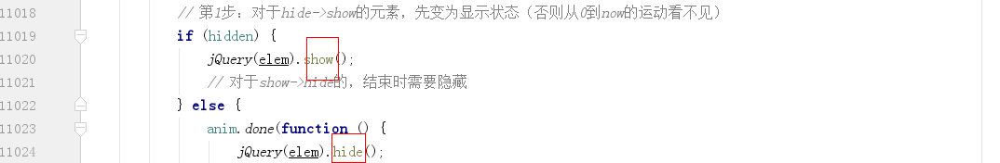 11018 // 第1步：对于hide->show的元素，先变为显示状态（否则从0到now的运动看不见）
11019 if (hidden) {
11020 jQuery(elem).show();
11021 // 对于show->hide的，结束时需要隐藏
11022 } else {
11023 anim.done(function () {
11024 jQuery(elem).hide();